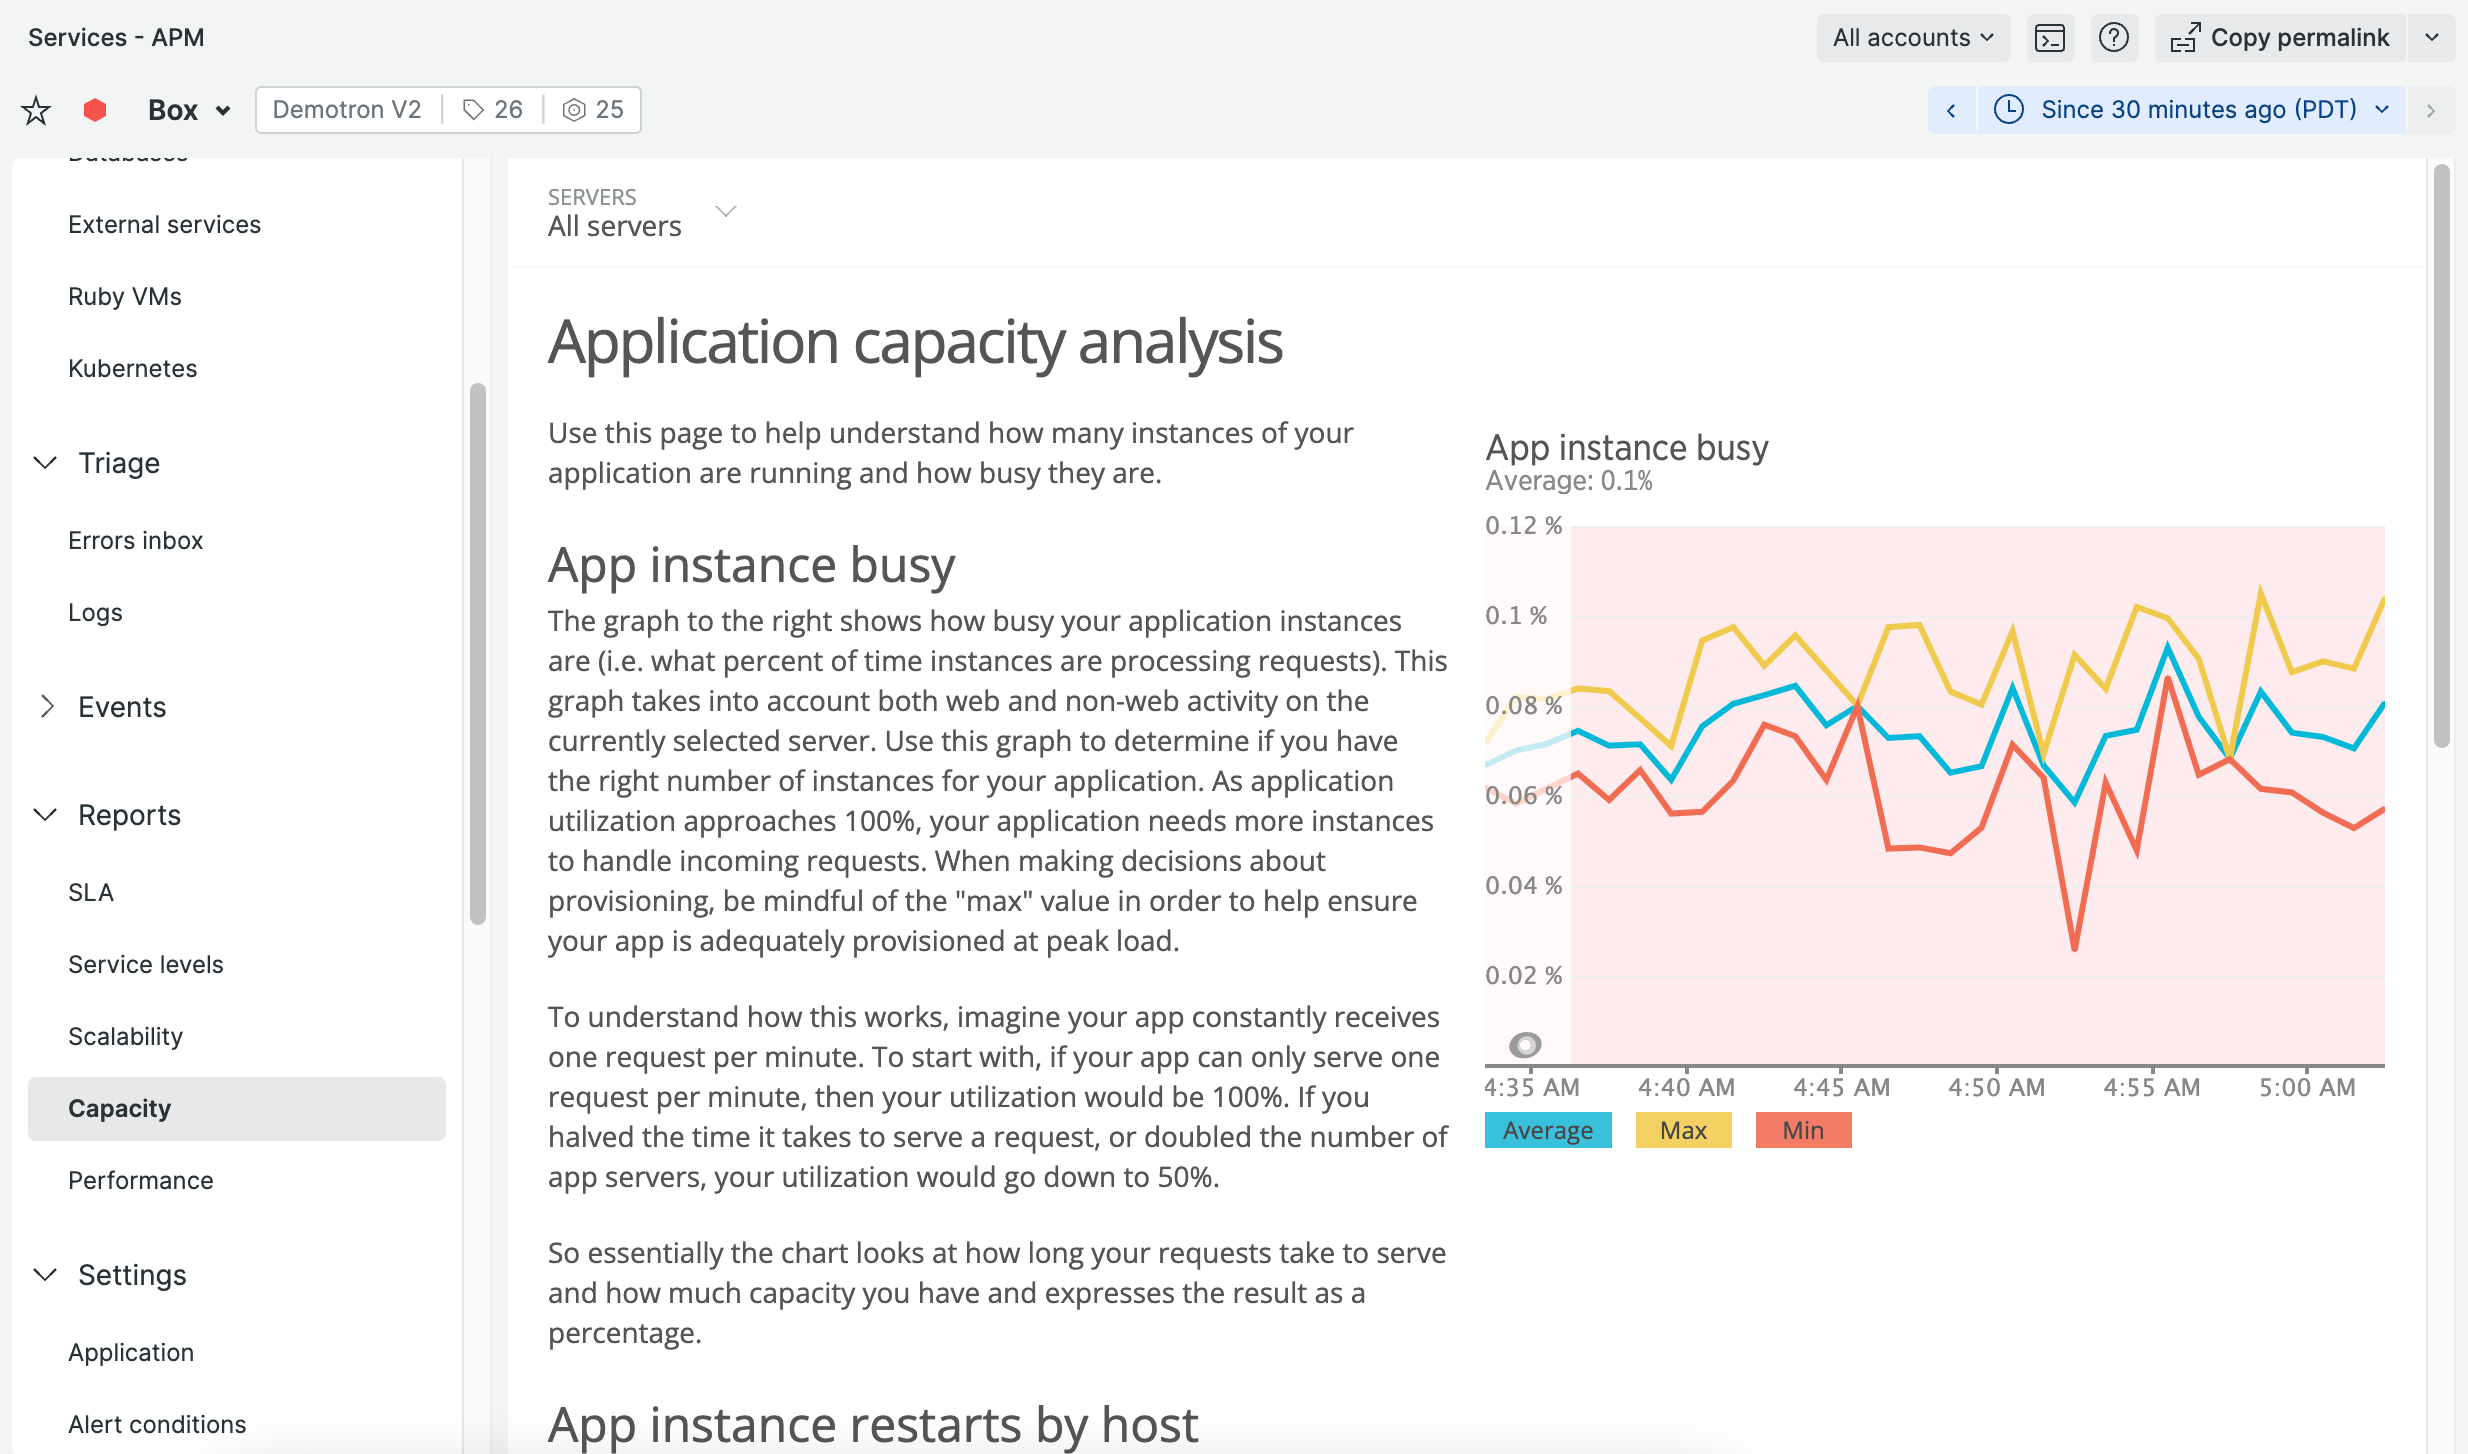 Services - APM
All accounts
Copy permalink
Box
Demotron V2
26
25
Since 30 minutes ago (PDT)
Databases
External services
Ruby VMs
Kubernetes
Triage
Errors inbox
Logs
Events
Reports
SLA
Service levels
Scalability
Capacity
Performance
Settings
Application
Alert conditions
SERVERS
All servers
Application capacity analysis
Use this page to help understand how many instances of your
application are running and how busy they are.
App instance busy
The graph to the right shows how busy your application instances
are (i.e. what percent of time instances are processing requests). This
graph takes into account both web and non-web activity on the
currently selected server. Use this graph to determine if you have
the right number of instances for your application. As application
utilization approaches 100%, your application needs more instances
to handle incoming requests. When making decisions about
provisioning, be mindful of the "max" value in order to help ensure
your app is adequately provisioned at peak load.
To understand how this works, imagine your app constantly receives
one request per minute. To start with, if your app can only serve one
request per minute, then your utilization would be 100%. If you
halved the time it takes to serve a request, or doubled the number of
app servers, your utilization would go down to 50%.
So essentially the chart looks at how long your requests take to serve
and how much capacity you have and expresses the result as a
percentage.
App instance restarts by host
App instance busy
Average: 0.1%
0.12 %
0.1 %
0.08 %
0.06 %
0.04 %
0.02 %
4:35 AM
4:40 AM
4:45 AM
4:50 AM
4:55 AM
5:00 AM
Average
Max
Min